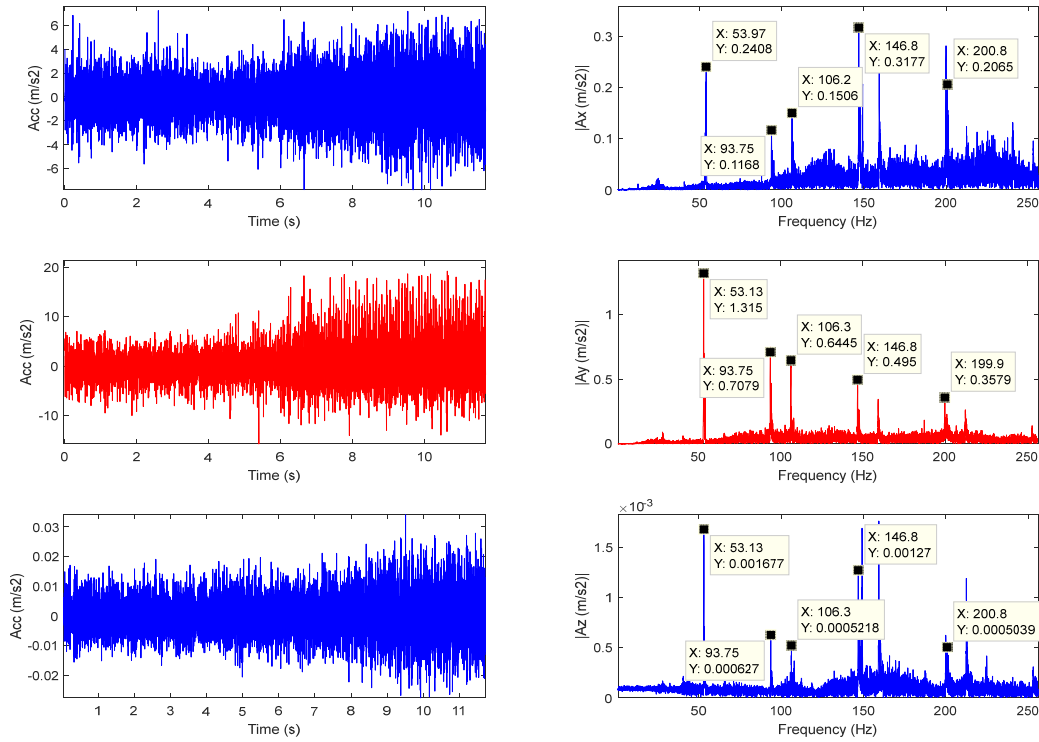 Acc (m/s2)
6
4
2
0
-2
-4
-6
0 2 4 6 8 10
Time (s)
|Ax (m/s2)|
0.3
0.2
0.1
0
X: 53.97
Y: 0.2408
X: 93.75
Y: 0.1168
X: 106.2
Y: 0.1506
X: 146.8
Y: 0.3177
X: 200.8
Y: 0.2065
50 100 150 200 250
Frequency (Hz)
Acc (m/s2)
20
10
0
-10
0 2 4 6 8 10
Time (s)
|Ay (m/s2)|
1
0.5
0
X: 53.13
Y: 1.315
X: 93.75
Y: 0.7079
X: 106.3
Y: 0.6445
X: 146.8
Y: 0.495
X: 199.9
Y: 0.3579
50 100 150 200 250
Frequency (Hz)
Acc (m/s2)
0.03
0.02
0.01
0
-0.01
-0.02
1 2 3 4 5 6 7 8 9 10 11
Time (s)
|Az (m/s2)|
× 10-3
1.5
1
0.5
0
X: 53.13
Y: 0.001677
X: 93.75
Y: 0.000627
X: 106.3
Y: 0.0005218
X: 146.8
Y: 0.00127
X: 200.8
Y: 0.0005039
50 100 150 200 250
Frequency (Hz)